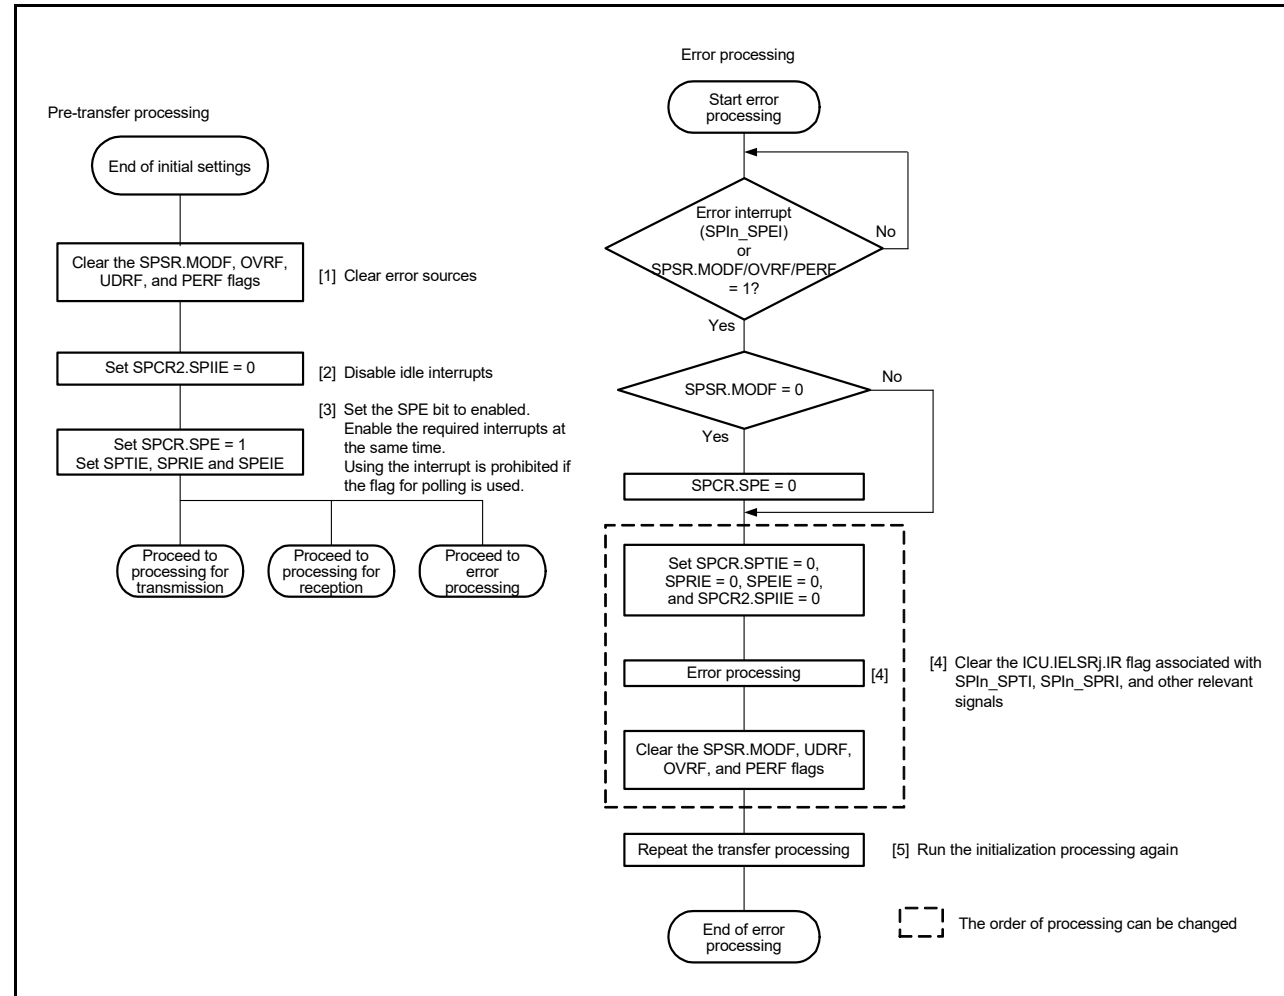 Pre-transfer processing
End of initial settings
Clear the SPSR.MODF, OVRF,
UDRF, and PERF flags
[1] Clear error sources
Set SPCR2.SPIIE = 0
[2] Disable idle interrupts
Set SPCR.SPE = 1
Set SPTIE, SPRIE and SPEIE
[3] Set the SPE bit to enabled.
Enable the required interrupts at
the same time.
Using the interrupt is prohibited if
the flag for polling is used.
Proceed to
processing for
transmission
Proceed to
processing for
reception
Proceed to
error
processing
Error processing
Start error
processing
Error interrupt
(SPIn_SPEI)
or
SPSR.MODF/OVRF/PERF
= 1?
No
Yes
SPSR.MODF = 0
No
Yes
SPCR.SPE = 0
Set SPCR.SPTIE = 0,
SPRIE = 0, SPEIE = 0,
and SPCR2.SPIIE = 0
Error processing
[4]
[4] Clear the ICU.IELSRj.IR flag associated with
SPIn_SPTI, SPIn_SPRI, and other relevant
signals
Clear the SPSR.MODF, UDRF,
OVRF, and PERF flags
Repeat the transfer processing
[5] Run the initialization processing again
End of error
processing
The order of processing can be changed